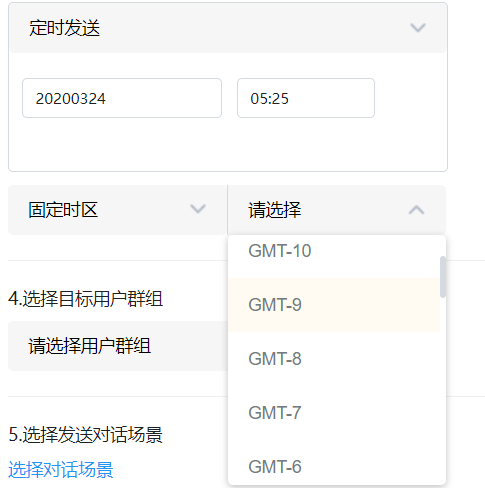 定时发送
20200324 05:25
固定时区 请选择
GMT-10
GMT-9
4.选择目标用户群组
请选择用户群组
GMT-8
GMT-7
5.选择发送对话场景
选择对话场景
GMT-6